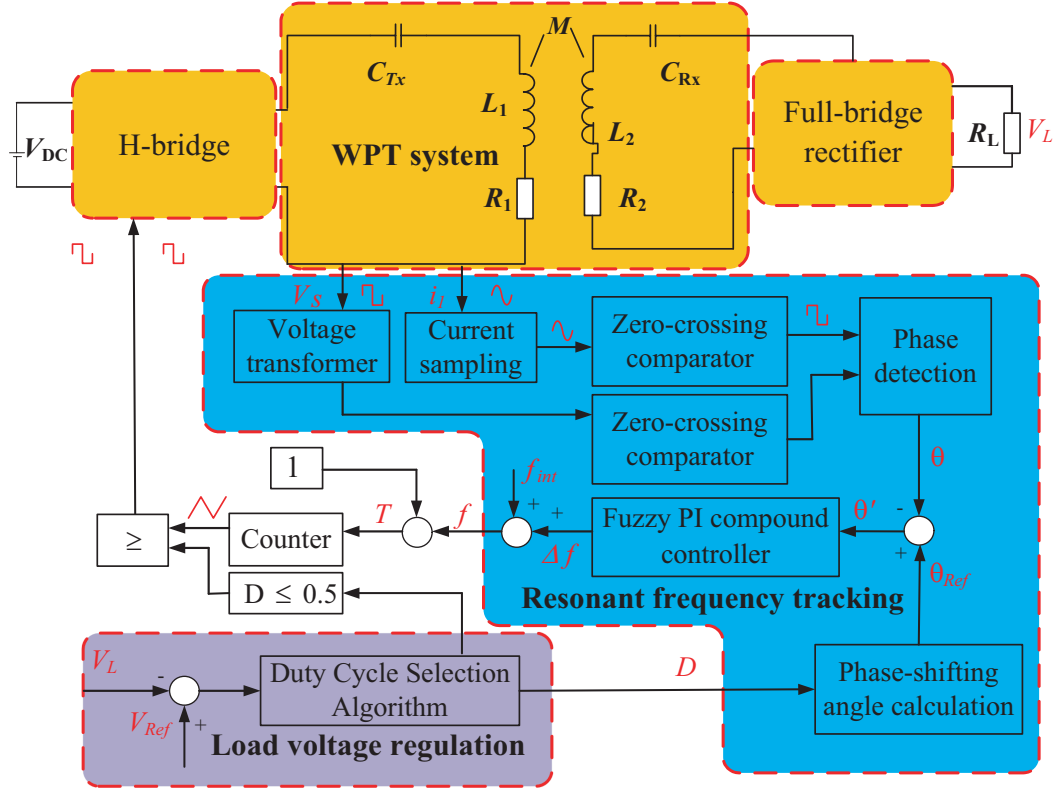 M
C_Tx
C_Rx
L_1
L_2
V_DC
H-bridge
WPT system
Full-bridge
rectifier
R_L
V_L
R_1
R_2
V_S
i_1
Voltage
transformer
Current
sampling
Zero-crossing
comparator
Phase
detection
Zero-crossing
comparator
θ
1
f_int
+
+
-
+
T
f
Δf
θ'
Fuzzy PI compound
controller
≥
Counter
θ_Ref
D ≤ 0.5
Resonant frequency tracking
V_L
-
Duty Cycle Selection
Algorithm
D
Phase-shifting
angle calculation
V_Ref
+
Load voltage regulation